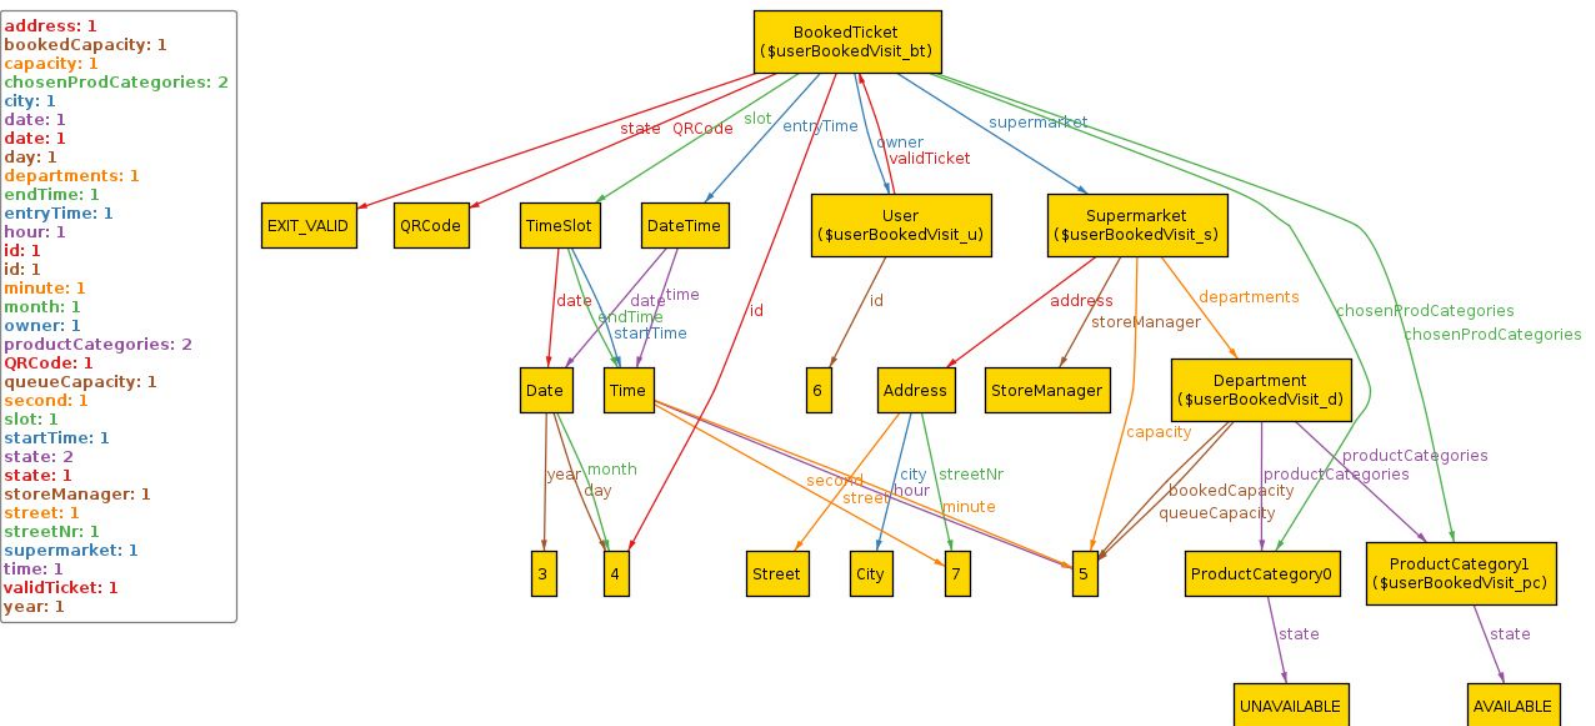 address: 1
bookedCapacity: 1
capacity: 1
chosenProdCategories: 2
city: 1
date: 1
date: 1
day: 1
departments: 1
endTime: 1
entryTime: 1
hour: 1
id: 1
id: 1
minute: 1
month: 1
owner: 1
productCategories: 2
QRCode: 1
queueCapacity: 1
second: 1
slot: 1
startTime: 1
state: 2
state: 1
storeManager: 1
street: 1
streetNr: 1
supermarket: 1
time: 1
validTicket: 1
year: 1
BookedTicket
($userBookedVisit_bt)
state
QRCode
slot
entryTime
owner
validTicket
supermarket
EXIT_VALID
QRCode
TimeSlot
DateTime
User
($userBookedVisit_u)
Supermarket
($userBookedVisit_s)
date
date
time
endTime
startTime
id
id
address
storeManager
departments
chosenProdCategories
chosenProdCategories
Date
Time
6
Address
StoreManager
Department
($userBookedVisit_d)
year
month
day
second
street
city
hour
streetNr
minute
capacity
bookedCapacity
queueCapacity
productCategories
productCategories
3
4
Street
City
7
5
ProductCategory0
ProductCategory1
($userBookedVisit_pc)
state
state
UNAVAILABLE
AVAILABLE